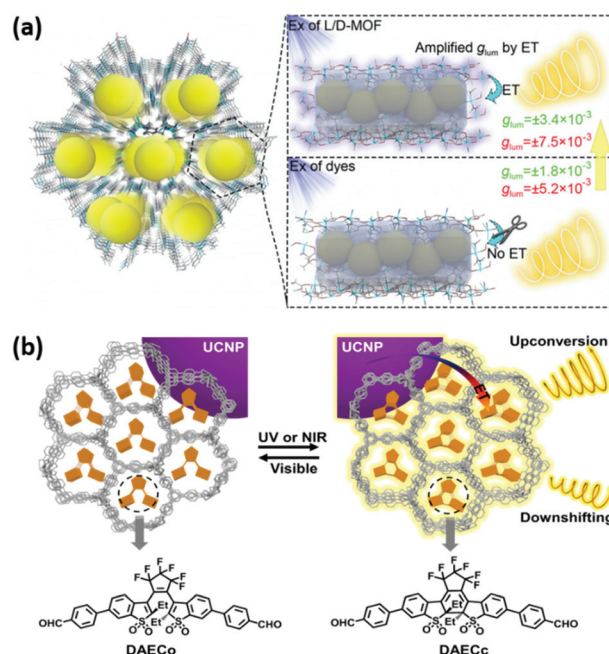 (a)
Ex of L/D-MOF
Amplified glum by ET
ET
glum=±3.4×10-3
glum=±7.5×10-3
Ex of dyes
glum=±1.8×10-3
glum=±5.2×10-3
No ET
(b)
UCNP
UV or NIR
Visible
UCNP
ET
Upconversion
Downshifting
F F F F F F
Et
Et
S
O O
S
O O
OHC
CHO
DAECo
F F F F F F
Et
Et
S
O O
S
O O
OHC
CHO
DAECc